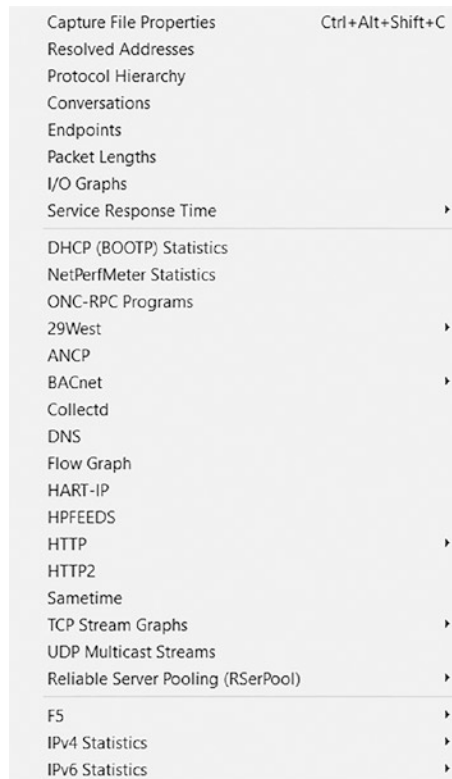 Capture File Properties Ctrl+Alt+Shift+C
Resolved Addresses
Protocol Hierarchy
Conversations
Endpoints
Packet Lengths
I/O Graphs
Service Response Time
DHCP (BOOTP) Statistics
NetPerfMeter Statistics
ONC-RPC Programs
29West
ANCP
BACnet
Collectd
DNS
Flow Graph
HART-IP
HPFEEDS
HTTP
HTTP2
Sametime
TCP Stream Graphs
UDP Multicast Streams
Reliable Server Pooling (RSerPool)
F5
IPv4 Statistics
IPv6 Statistics